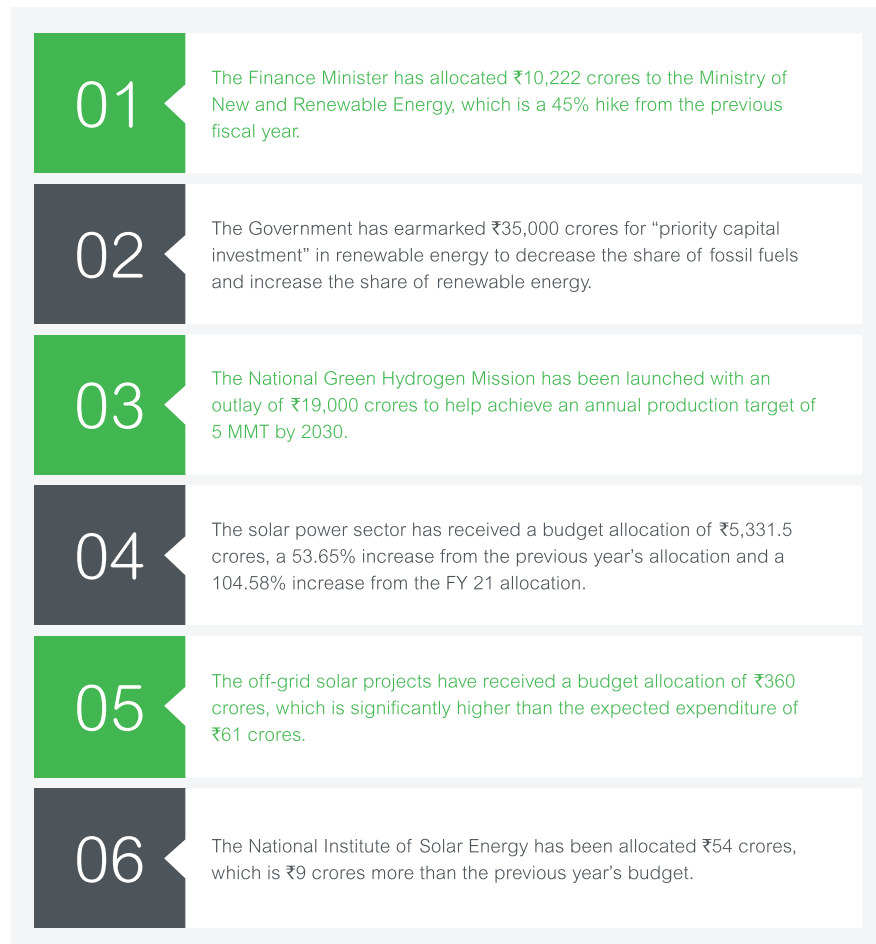 01
The Finance Minister has allocated ₹10,222 crores to the Ministry of
New and Renewable Energy, which is a 45% hike from the previous
fiscal year.
02
The Government has earmarked ₹35,000 crores for “priority capital
investment” in renewable energy to decrease the share of fossil fuels
and increase the share of renewable energy.
03
The National Green Hydrogen Mission has been launched with an
outlay of ₹19,000 crores to help achieve an annual production target of
5 MMT by 2030.
04
The solar power sector has received a budget allocation of ₹5,331.5
crores, a 53.65% increase from the previous year’s allocation and a
104.58% increase from the FY 21 allocation.
05
The off-grid solar projects have received a budget allocation of ₹360
crores, which is significantly higher than the expected expenditure of
₹61 crores.
06
The National Institute of Solar Energy has been allocated ₹54 crores,
which is ₹9 crores more than the previous year’s budget.